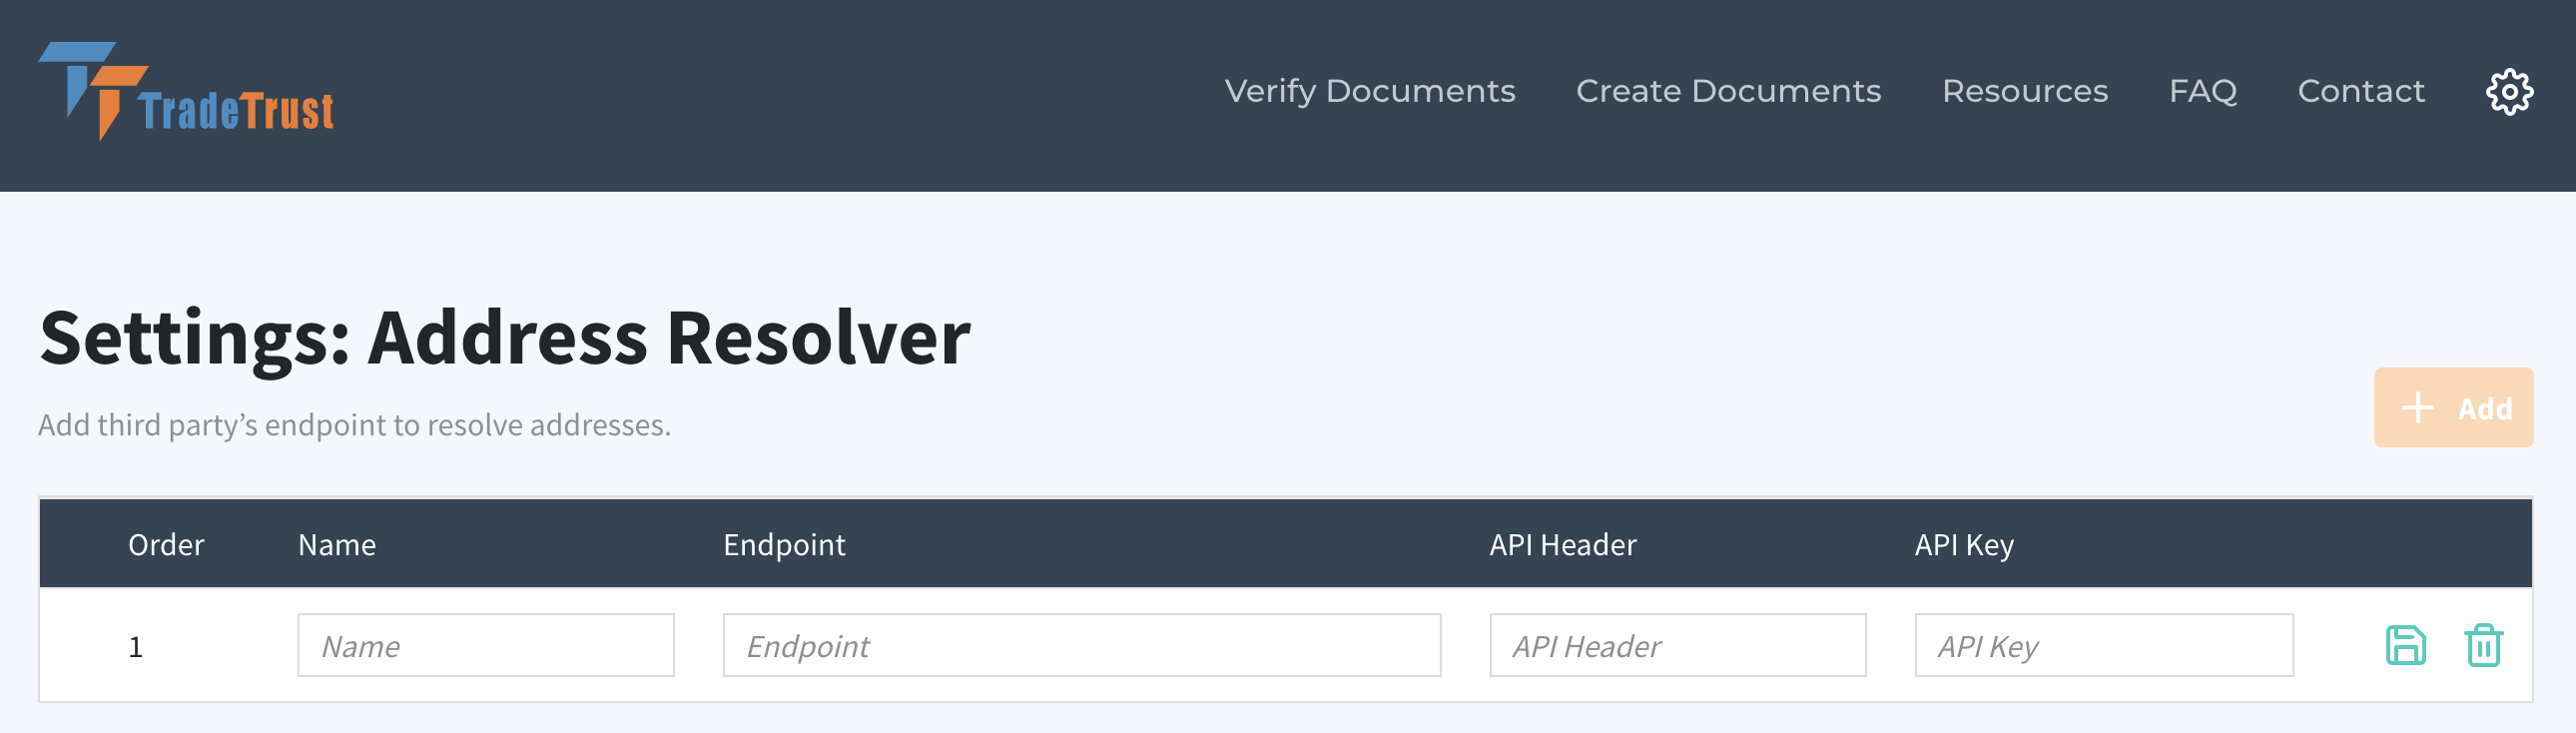 TradeTrust
Verify Documents Create Documents Resources FAQ Contact
Settings: Address Resolver
Add third party’s endpoint to resolve addresses.
Add
Order Name Endpoint API Header API Key
1 Name Endpoint API Header API Key